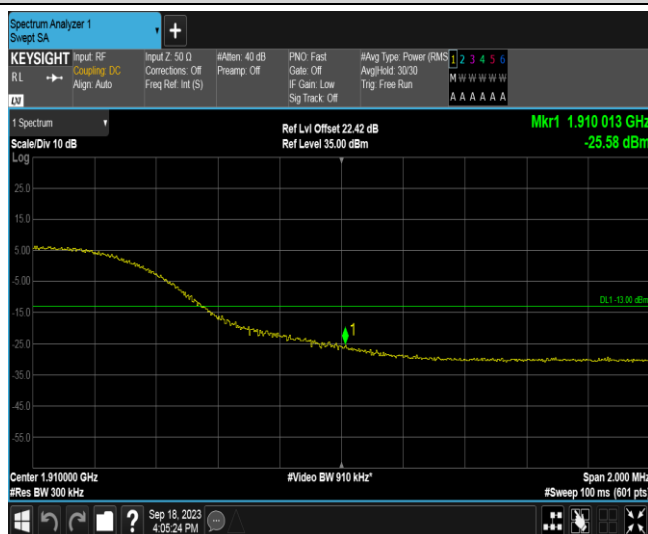 Spectrum Analyzer 1
Swept SA
KEYSIGHT
RL
Input: RF
Coupling: DC
Align: Auto
Input Z: 50 Ω
Corrections: Off
Freq Ref: Int (S)
#Atten: 40 dB
Preamp: Off
PNO: Fast
Gate: Off
IF Gain: Low
Sig Track: Off
#Avg Type: Power (RMS
Avg|Hold: 30/30
Trig: Free Run
1 2 3 4 5 6
M W W W W W
A A A A A A
1 Spectrum
Scale/Div 10 dB
Log
Ref Lvl Offset 22.42 dB
Ref Level 35.00 dBm
Mkr1 1.910 013 GHz
-25.58 dBm
25.0
15.0
5.00
-5.00
-15.0
-25.0
-35.0
-45.0
-55.0
DL1 -13.00 dBm
1
Center 1.910000 GHz
#Res BW 300 kHz
#Video BW 910 kHz*
Span 2.000 MHz
#Sweep 100 ms (601 pts)
?
Sep 18, 2023
4:05:24 PM